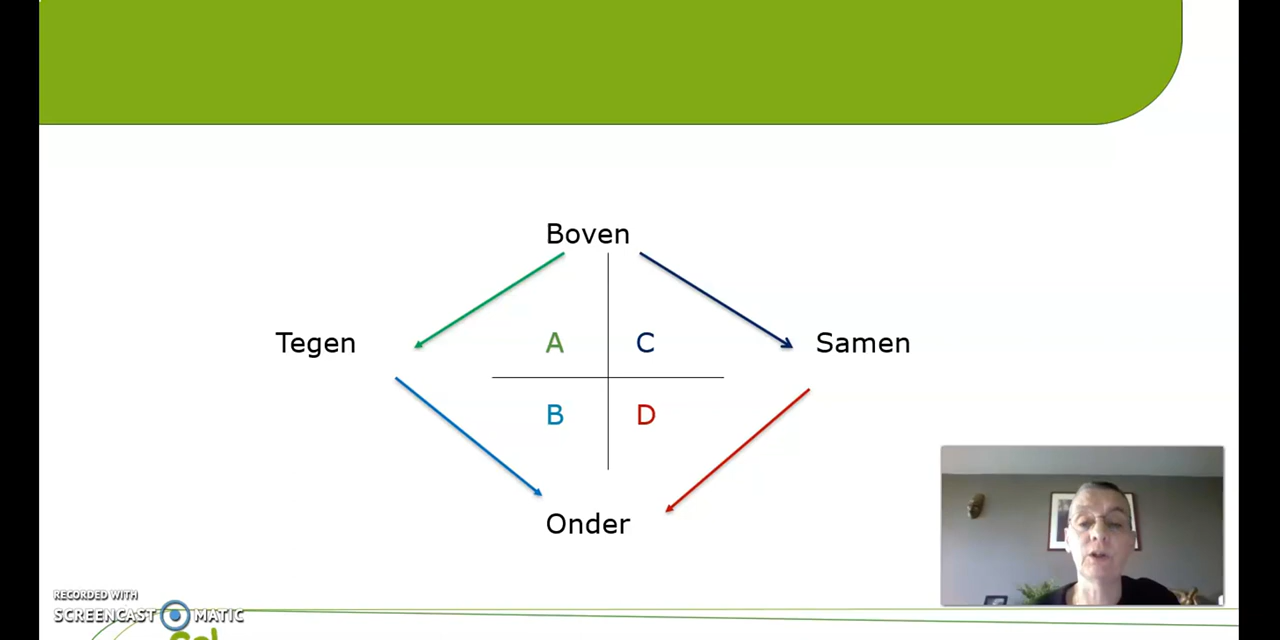 Boven
Tegen
A
C
Samen
B
D
Onder
RECORDED WITH
SCREENCAST MATIC